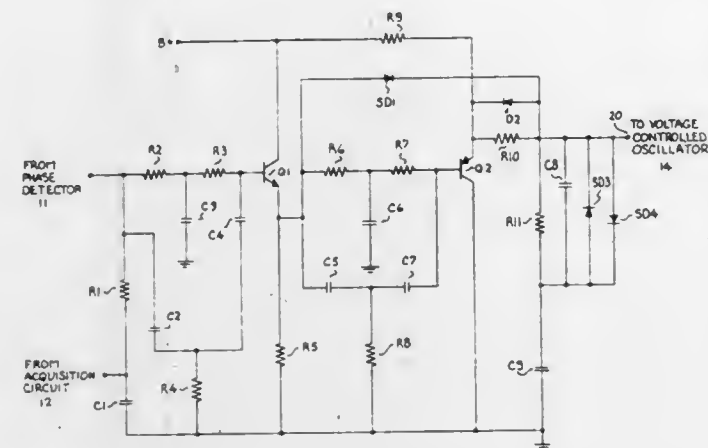 R9
B+
SD1
D2
20
TO VOLTAGE
CONTROLLED
OSCILLATOR
14
R2
R3
R6
R7
R10
FROM
PHASE
DETECTOR
11
Q1
Q2
C8
SD3
C9
C4
C6
R11
SD4
R1
C2
C5
C7
FROM
ACQUISITION
CIRCUIT
12
C1
R4
R5
R8
C9